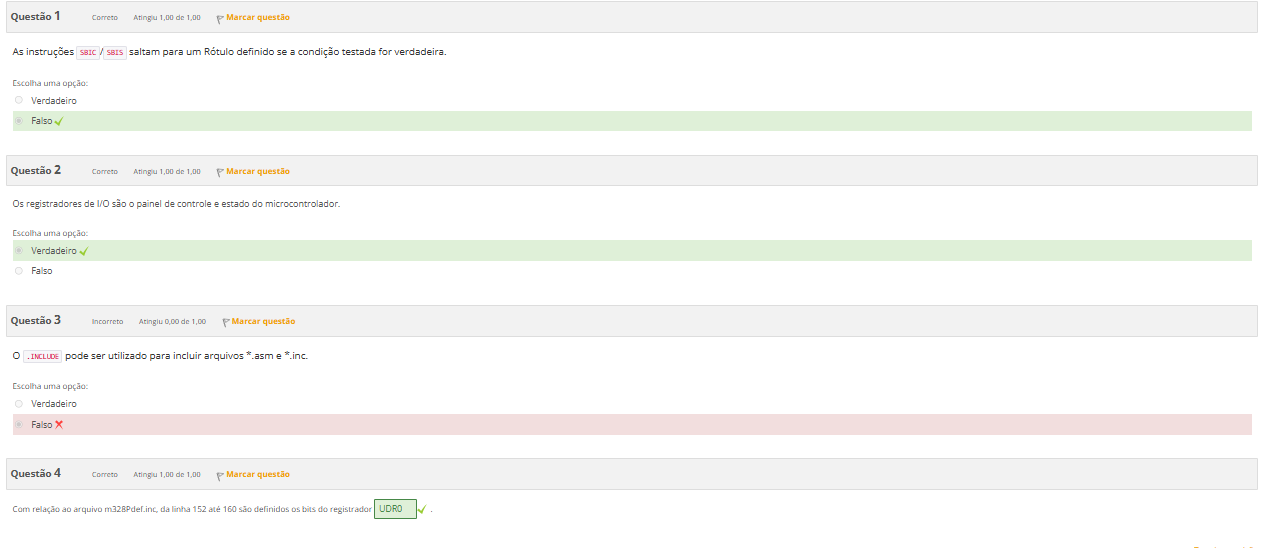 Questão 1 Correto Atingiu 1,00 de 1,00 Marcar questão
As instruções SBIC/SBIS saltam para um Rótulo definido se a condição testada for verdadeira.
Escolha uma opção:
Verdadeiro
Falso
Questão 2 Correto Atingiu 1,00 de 1,00 Marcar questão
Os registradores de I/O são o painel de controle e estado do microcontrolador.
Escolha uma opção:
Verdadeiro
Falso
Questão 3 Incorreto Atingiu 0,00 de 1,00 Marcar questão
O .INCLUDE pode ser utilizado para incluir arquivos *.asm e *.inc.
Escolha uma opção:
Verdadeiro
Falso
Questão 4 Correto Atingiu 1,00 de 1,00 Marcar questão
Com relação ao arquivo m328Pdef.inc, da linha 152 até 160 são definidos os bits do registrador UDR0 .